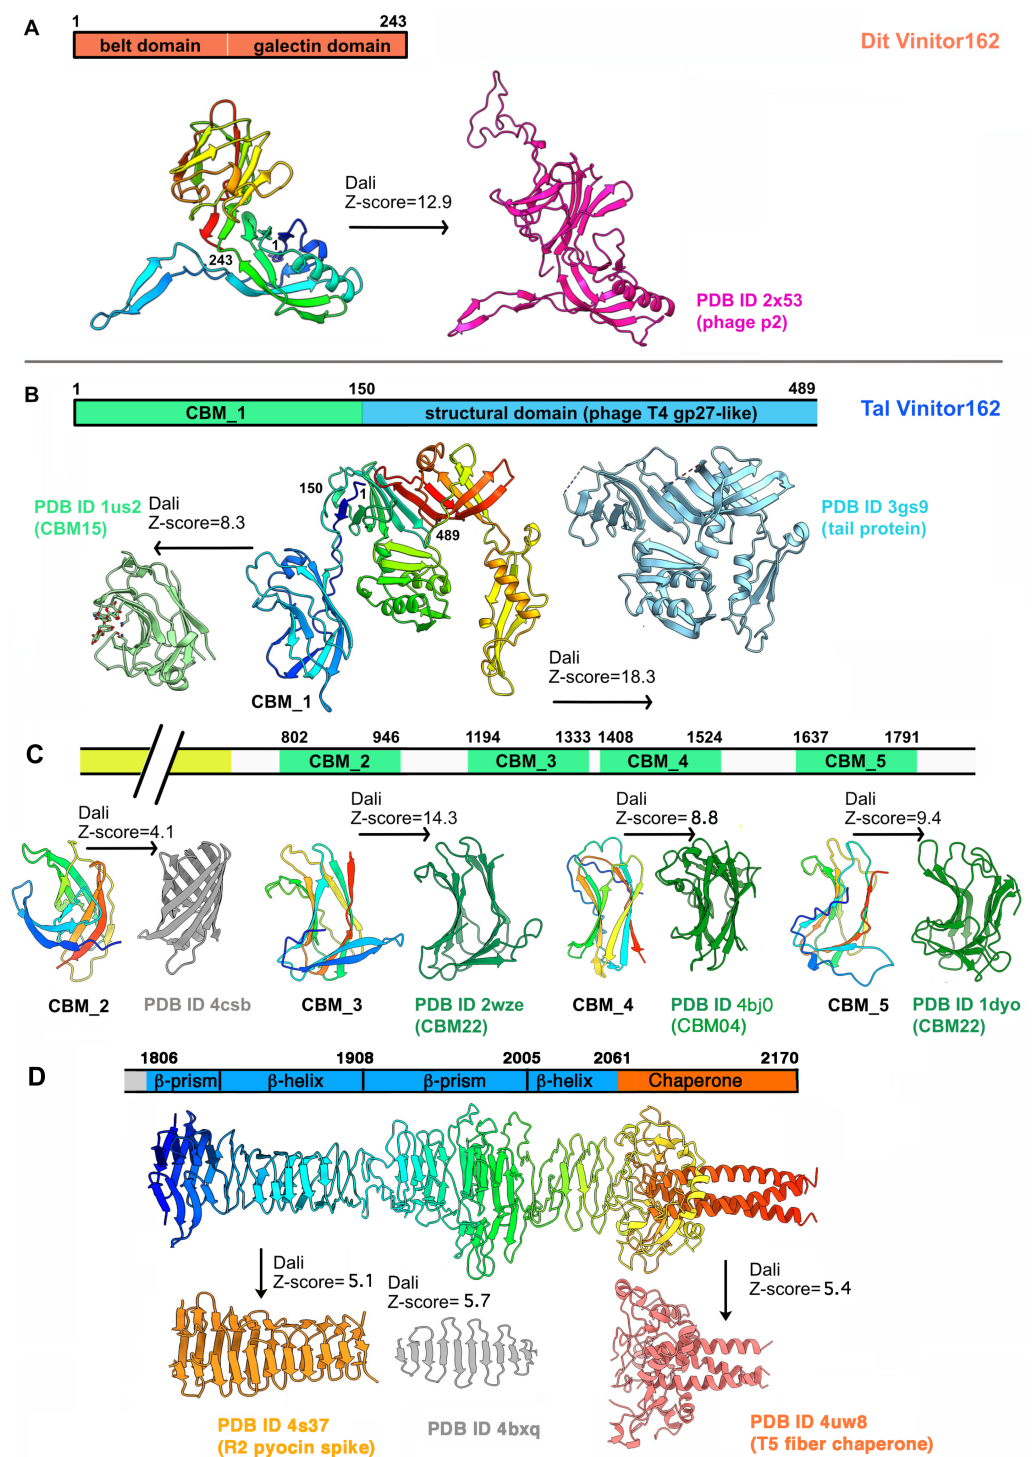 A
1 243
belt domain galectin domain
Dit Vinitor162
Dali
Z-score=12.9
1
243
PDB ID 2x53
(phage p2)
B
1 150 489
CBM_1 structural domain (phage T4 gp27-like)
Tal Vinitor162
PDB ID 1us2
(CBM15)
Dali
Z-score=8.3
150
1
489
PDB ID 3gs9
(tail protein)
Dali
Z-score=18.3
CBM_1
C
802 946 1194 1333 1408 1524 1637 1791
CBM_2 CBM_3 CBM_4 CBM_5
Dali
Z-score=4.1
Dali
Z-score=14.3
Dali
Z-score=8.8
Dali
Z-score=9.4
CBM_2
PDB ID 4csb
CBM_3
PDB ID 2wze
(CBM22)
CBM_4
PDB ID 4bj0
(CBM04)
CBM_5
PDB ID 1dyo
(CBM22)
D
1806 1908 2005 2061 2170
β-prism β-helix β-prism β-helix Chaperone
Dali
Z-score= 5.1
Dali
Z-score= 5.7
Dali
Z-score= 5.4
PDB ID 4s37
(R2 pyocin spike)
PDB ID 4bxq
PDB ID 4uw8
(T5 fiber chaperone)